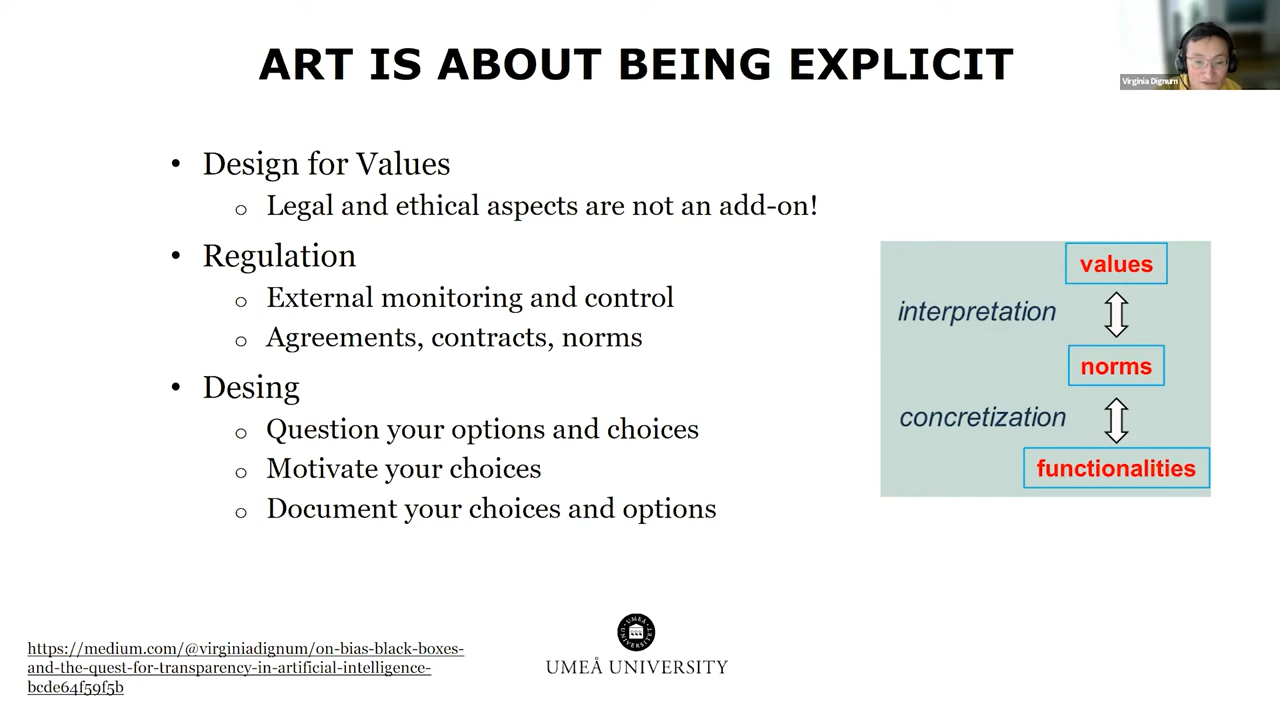 ART IS ABOUT BEING EXPLICIT
Virginia Dignum
• Design for Values
o Legal and ethical aspects are not an add-on!
• Regulation
o External monitoring and control
o Agreements, contracts, norms
• Desing
o Question your options and choices
o Motivate your choices
o Document your choices and options
values
interpretation
norms
concretization
functionalities
https://medium.com/@virginiadignum/on-bias-black-boxes-
and-the-quest-for-transparency-in-artificial-intelligence-
bcde64f59f5b
UMEÅ UNIVERSITY